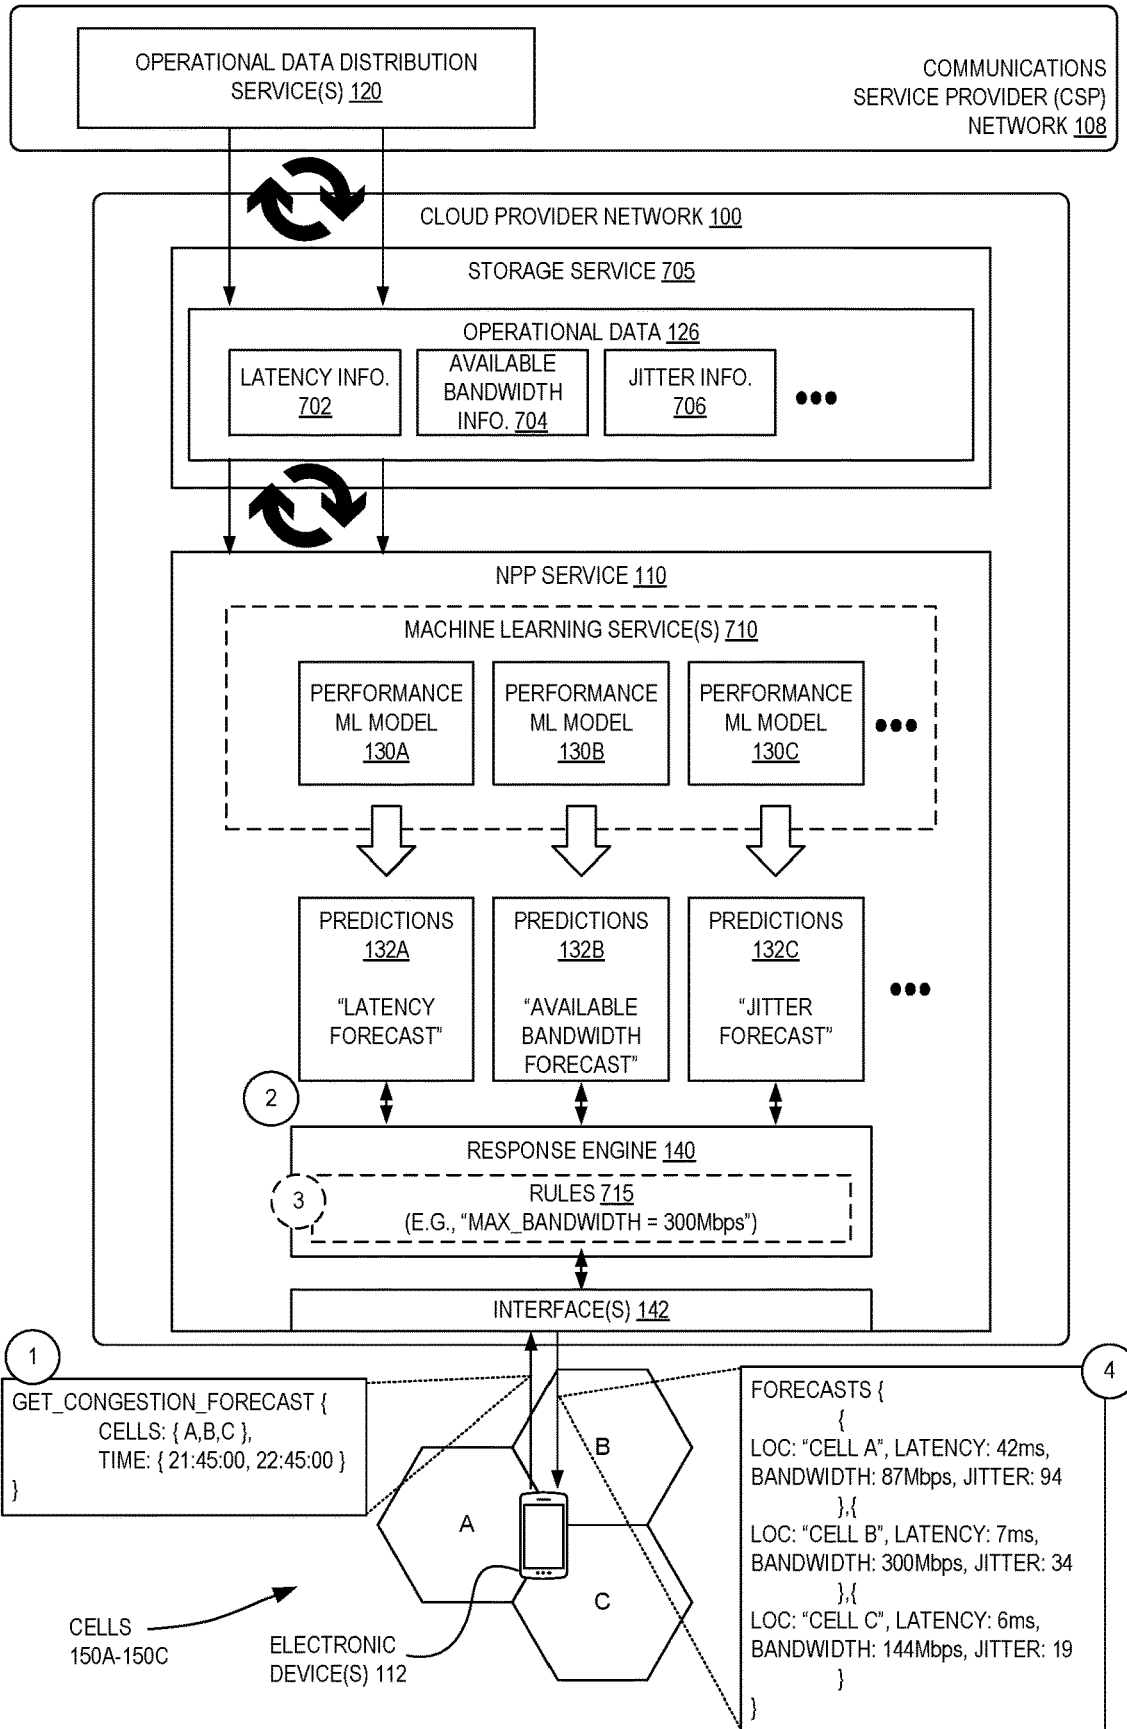 OPERATIONAL DATA DISTRIBUTION
SERVICE(S) 120
COMMUNICATIONS
SERVICE PROVIDER (CSP)
NETWORK 108
CLOUD PROVIDER NETWORK 100
STORAGE SERVICE 705
OPERATIONAL DATA 126
LATENCY INFO.
702
AVAILABLE
BANDWIDTH
INFO. 704
JITTER INFO.
706
NPP SERVICE 110
MACHINE LEARNING SERVICE(S) 710
PERFORMANCE
ML MODEL
130A
PERFORMANCE
ML MODEL
130B
PERFORMANCE
ML MODEL
130C
PREDICTIONS
132A
“LATENCY
FORECAST”
PREDICTIONS
132B
“AVAILABLE
BANDWIDTH
FORECAST”
PREDICTIONS
132C
“JITTER
FORECAST”
2
RESPONSE ENGINE 140
3
RULES 715
(E.G., “MAX_BANDWIDTH = 300Mbps”)
INTERFACE(S) 142
1
GET_CONGESTION_FORECAST {
CELLS: { A,B,C },
TIME: { 21:45:00, 22:45:00 }
}
4
FORECASTS {
{
LOC: “CELL A”, LATENCY: 42ms,
BANDWIDTH: 87Mbps, JITTER: 94
},{
LOC: “CELL B”, LATENCY: 7ms,
BANDWIDTH: 300Mbps, JITTER: 34
},{
LOC: “CELL C”, LATENCY: 6ms,
BANDWIDTH: 144Mbps, JITTER: 19
}
}
B
A
C
CELLS
150A-150C
ELECTRONIC
DEVICE(S) 112